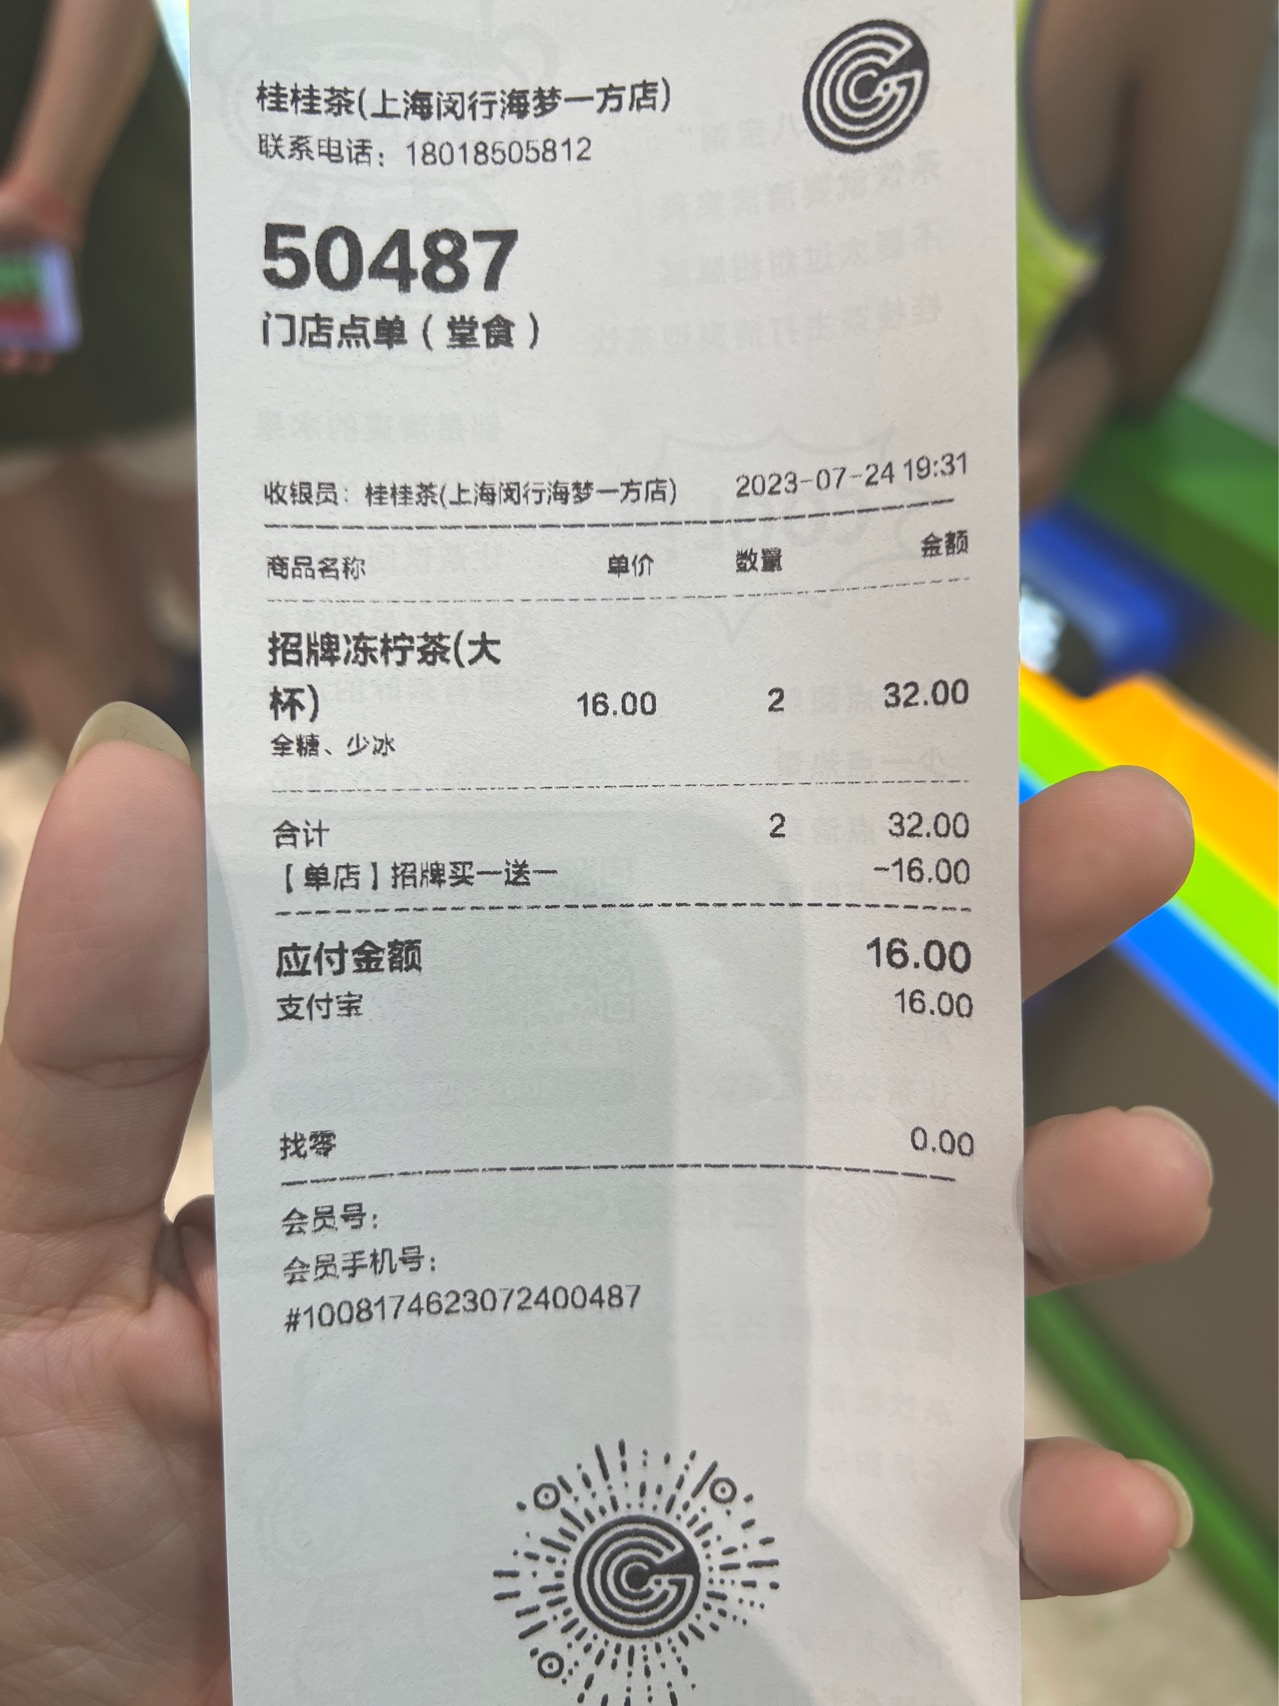 桂桂茶(上海闵行海梦一方店)
联系电话：18018505812
50487
门店点单（堂食）
收银员：桂桂茶(上海闵行海梦一方店) 2023-07-24 19:31
商品名称 单价 数量 金额
招牌冻柠茶(大
杯) 16.00 2 32.00
全糖、少冰
合计 2 32.00
【单店】招牌买一送一 -16.00
应付金额 16.00
支付宝 16.00
找零 0.00
会员号：
会员手机号：
#1008174623072400487